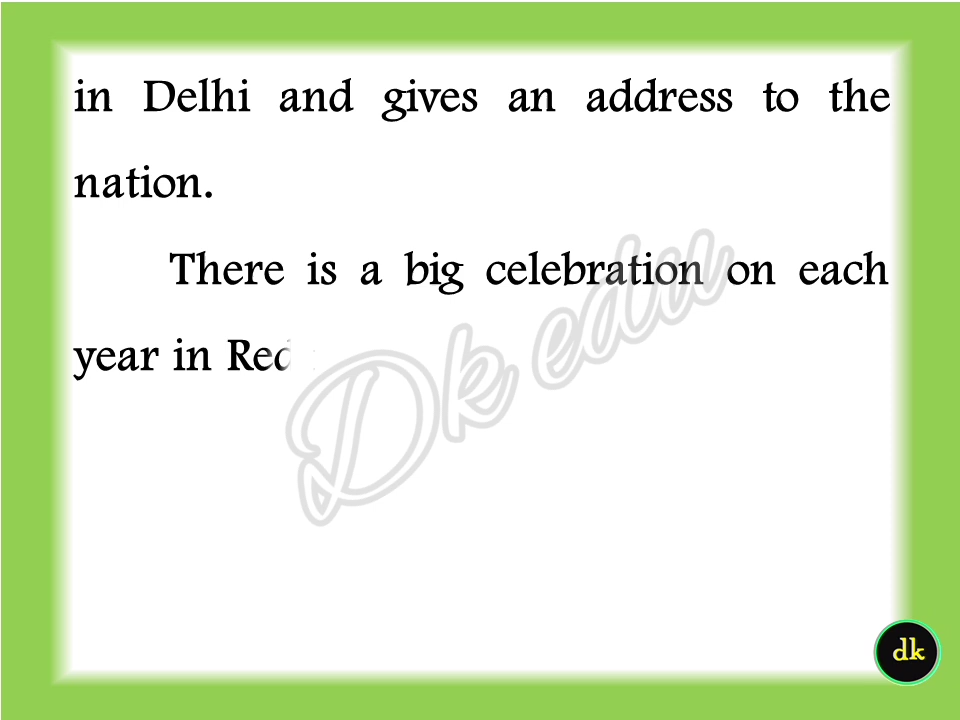 in Delhi and gives an address to the
nation.
There is a big celebration on each
year in Red
Dk edu
dk